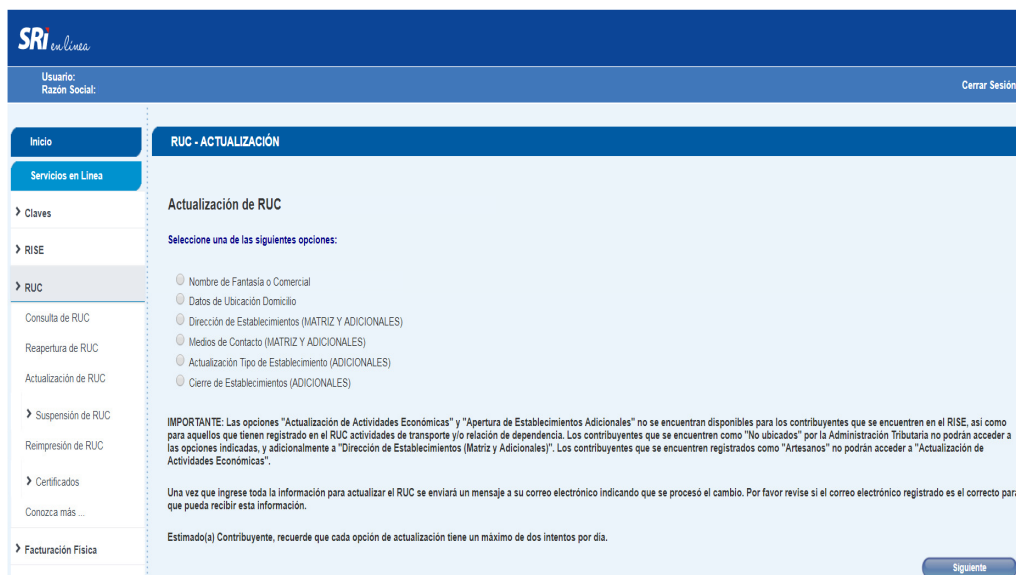 SRi en línea
Usuario:
Razón Social:
Cerrar Sesión
Inicio
Servicios en Linea
Claves
RISE
RUC
Consulta de RUC
Reapertura de RUC
Actualización de RUC
Suspensión de RUC
Reimpresión de RUC
Certificados
Conozca más ...
Facturación Física
RUC - ACTUALIZACIÓN
Actualización de RUC
Seleccione una de las siguientes opciones:
Nombre de Fantasía o Comercial
Datos de Ubicación Domicilio
Dirección de Establecimientos (MATRIZ Y ADICIONALES)
Medios de Contacto (MATRIZ Y ADICIONALES)
Actualización Tipo de Establecimiento (ADICIONALES)
Cierre de Establecimientos (ADICIONALES)
IMPORTANTE: Las opciones "Actualización de Actividades Económicas" y "Apertura de Establecimientos Adicionales" no se encuentran disponibles para los contribuyentes que se encuentren en el RISE, así como
para aquellos que tienen registrado en el RUC actividades de transporte y/o relación de dependencia. Los contribuyentes que se encuentren como "No ubicados" por la Administración Tributaria no podrán acceder a
las opciones indicadas, y adicionalmente a "Dirección de Establecimientos (Matriz y Adicionales)". Los contribuyentes que se encuentren registrados como "Artesanos" no podrán acceder a "Actualización de
Actividades Económicas".
Una vez que ingrese toda la información para actualizar el RUC se enviará un mensaje a su correo electrónico indicando que se procesó el cambio. Por favor revise si el correo electrónico registrado es el correcto para
que pueda recibir esta información.
Estimado(a) Contribuyente, recuerde que cada opción de actualización tiene un máximo de dos intentos por día.
Siguiente